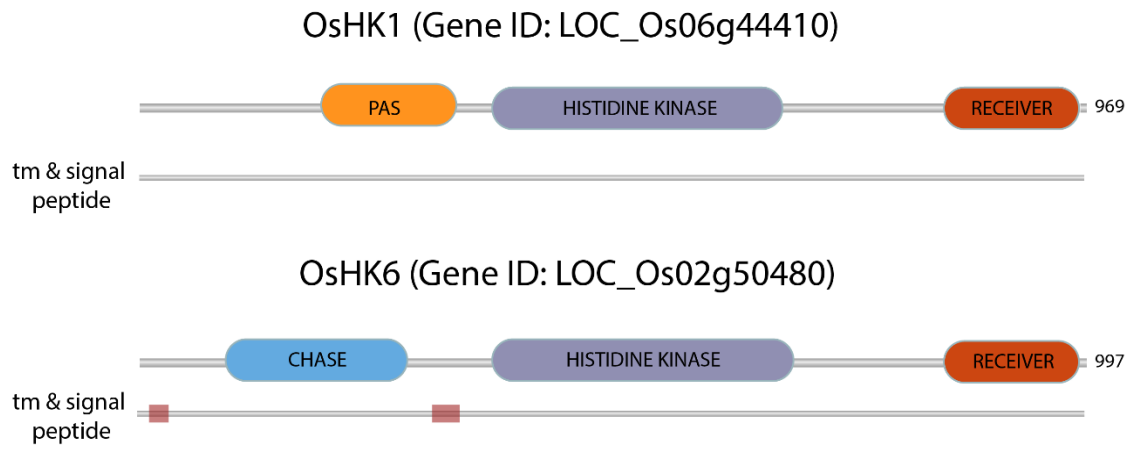 OsHK1 (Gene ID: LOC_Os06g44410)
PAS HISTIDINE KINASE RECEIVER 969
tm & signal
peptide
OsHK6 (Gene ID: LOC_Os02g50480)
CHASE HISTIDINE KINASE RECEIVER 997
tm & signal
peptide